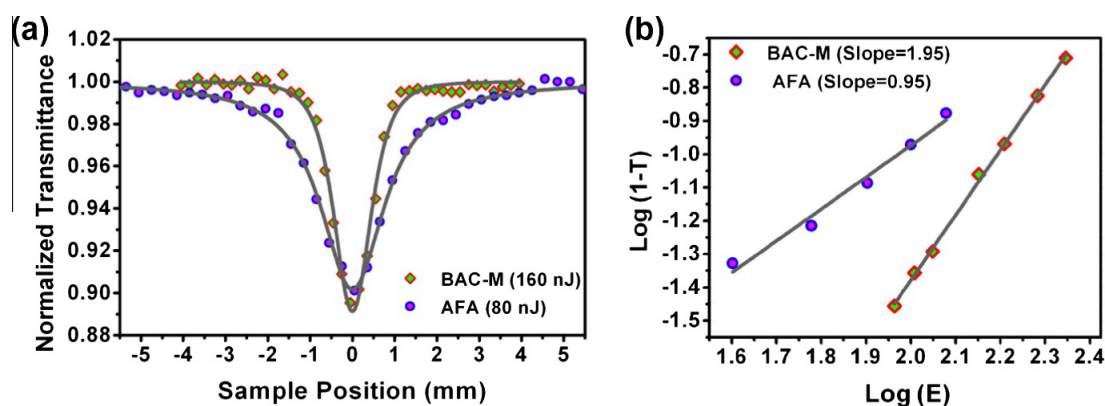 (a)
1.02
1.00
0.98
0.96
0.94
0.92
0.90
0.88
Normalized Transmittance
BAC-M (160 nJ)
AFA (80 nJ)
-5 -4 -3 -2 -1 0 1 2 3 4 5
Sample Position (mm)
(b)
-0.7
-0.8
-0.9
-1.0
-1.1
-1.2
-1.3
-1.4
-1.5
Log (1-T)
BAC-M (Slope=1.95)
AFA (Slope=0.95)
1.6 1.7 1.8 1.9 2.0 2.1 2.2 2.3 2.4
Log (E)